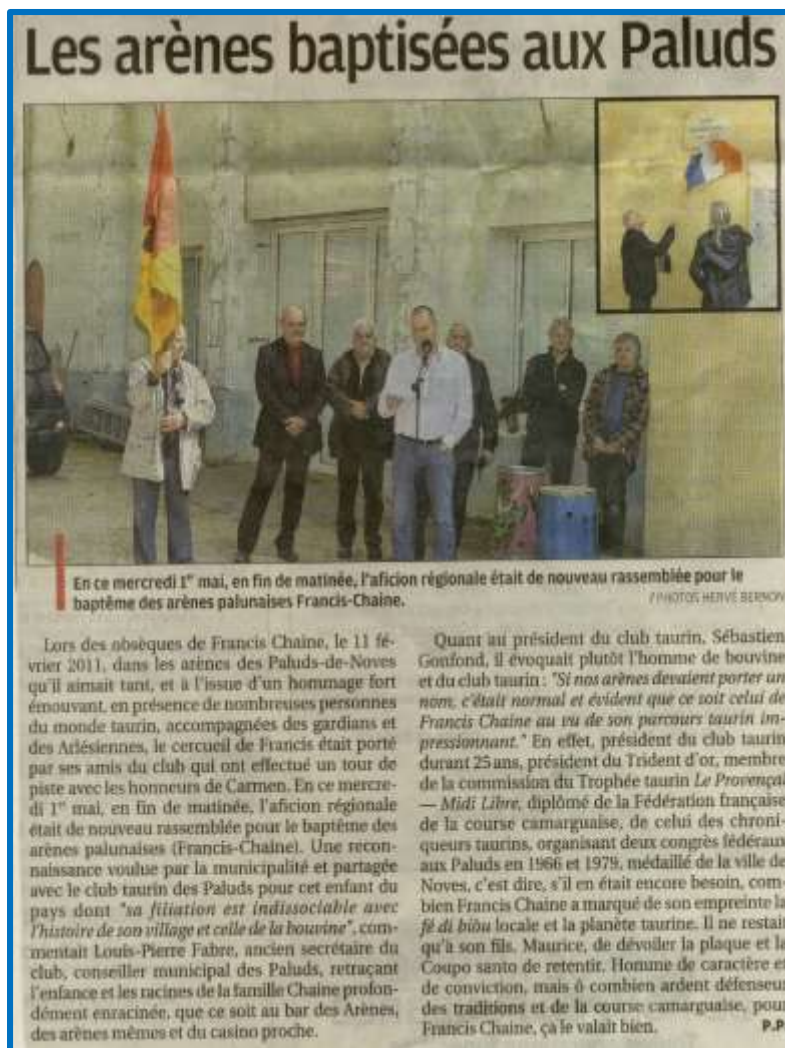 Les arènes baptisées aux Paluds
En ce mercredi 1er mai, en fin de matinée, l'aficion régionale était de nouveau rassemblée pour le
baptême des arènes palunaises Francis-Chaine.
/ PHOTOS HERVÉ BERNON
Lors des obsèques de Francis Chaine, le 11 fé-
vrier 2011, dans les arènes des Paluds-de-Noves
qu'il aimait tant, et à l'issue d'un hommage fort
émouvant, en présence de nombreuses personnes
du monde taurin, accompagnées des gardians et
des Arlésiennes, le cercueil de Francis était porté
par ses amis du club qui ont effectué un tour de
piste avec les honneurs de Carmen. En ce mercre-
di 1er mai, en fin de matinée, l'aficion régionale
était de nouveau rassemblée pour le baptême des
arènes palunaises (Francis-Chaine). Une recon-
naissance voulue par la municipalité et partagée
avec le club taurin des Paluds pour cet enfant du
pays dont "sa filiation est indissociable avec
l'histoire de son village et celle de la bouvine", com-
mentait Louis-Pierre Fabre, ancien secrétaire du
club, conseiller municipal des Paluds, retraçant
l'enfance et les racines de la famille Chaine profon-
dément enracinée, que ce soit au bar des Arènes,
des arènes mêmes et du casino proche.
Quant au président du club taurin, Sébastien
Gonfond, il évoquait plutôt l'homme de bouvine
et du club taurin : "Si nos arènes devaient porter un
nom, c'était normal et évident que ce soit celui de
Francis Chaine au vu de son parcours taurin im-
pressionnant." En effet, président du club taurin
durant 25 ans, président du Trident d'or, membre
de la commission du Trophée taurin Le Provençal
— Midi Libre, diplômé de la Fédération française
de la course camarguaise, de celui des chroni-
queurs taurins, organisant deux congrès fédéraux
aux Paluds en 1966 et 1979, médaillé de la ville de
Noves, c'est dire, s'il en était encore besoin, com-
bien Francis Chaine a marqué de son empreinte la
fé di biòu locale et la planète taurine. Il ne restait
qu'à son fils, Maurice, de dévoiler la plaque et la
Coupo santo de retentir. Homme de caractère et
de conviction, mais ô combien ardent défenseur
des traditions et de la course camarguaise, pour
Francis Chaine, ça le valait bien.
P.P.